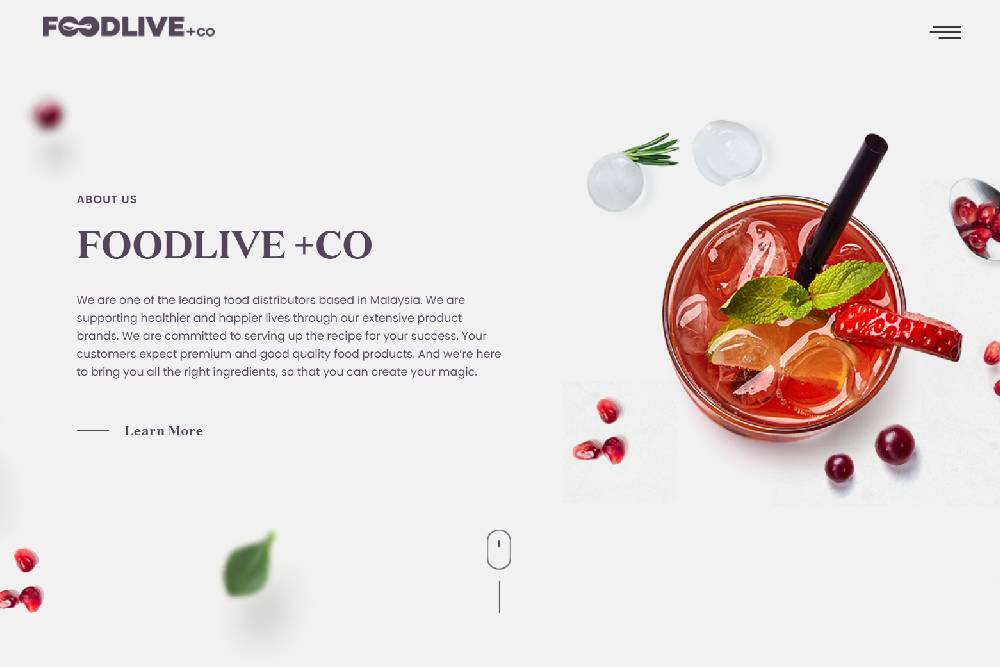 FOODLIVE+CO
ABOUT US
FOODLIVE +CO
We are one of the leading food distributors based in Malaysia. We are
supporting healthier and happier lives through our extensive product
brands. We are committed to serving up the recipe for your success. Your
customers expect premium and good quality food products. And we're here
to bring you all the right ingredients, so that you can create your magic.
Learn More